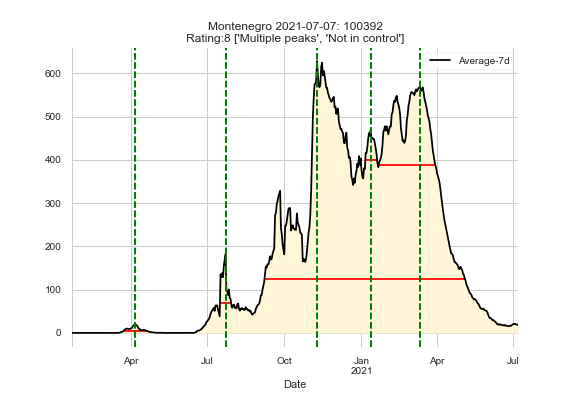 Montenegro 2021-07-07: 100392
Rating:8 ['Multiple peaks', 'Not in control']
Average-7d
600
500
400
300
200
100
0
Apr
Jul
Oct
Jan
2021
Apr
Jul
Date